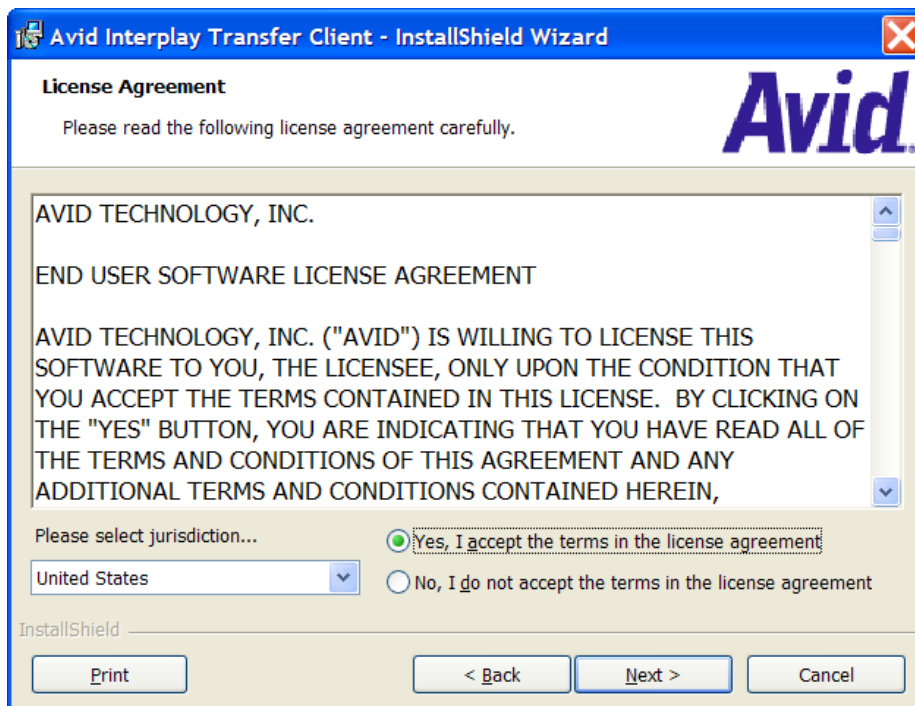 Avid Interplay Transfer Client - InstallShield Wizard
License Agreement
Please read the following license agreement carefully.
Avid.
AVID TECHNOLOGY, INC.
END USER SOFTWARE LICENSE AGREEMENT
AVID TECHNOLOGY, INC. ("AVID") IS WILLING TO LICENSE THIS
SOFTWARE TO YOU, THE LICENSEE, ONLY UPON THE CONDITION THAT
YOU ACCEPT THE TERMS CONTAINED IN THIS LICENSE.  BY CLICKING ON
THE "YES" BUTTON, YOU ARE INDICATING THAT YOU HAVE READ ALL OF
THE TERMS AND CONDITIONS OF THIS AGREEMENT AND ANY
ADDITIONAL TERMS AND CONDITIONS CONTAINED HEREIN,
Please select jurisdiction...
United States
Yes, I accept the terms in the license agreement
No, I do not accept the terms in the license agreement
InstallShield
Print
< Back
Next >
Cancel